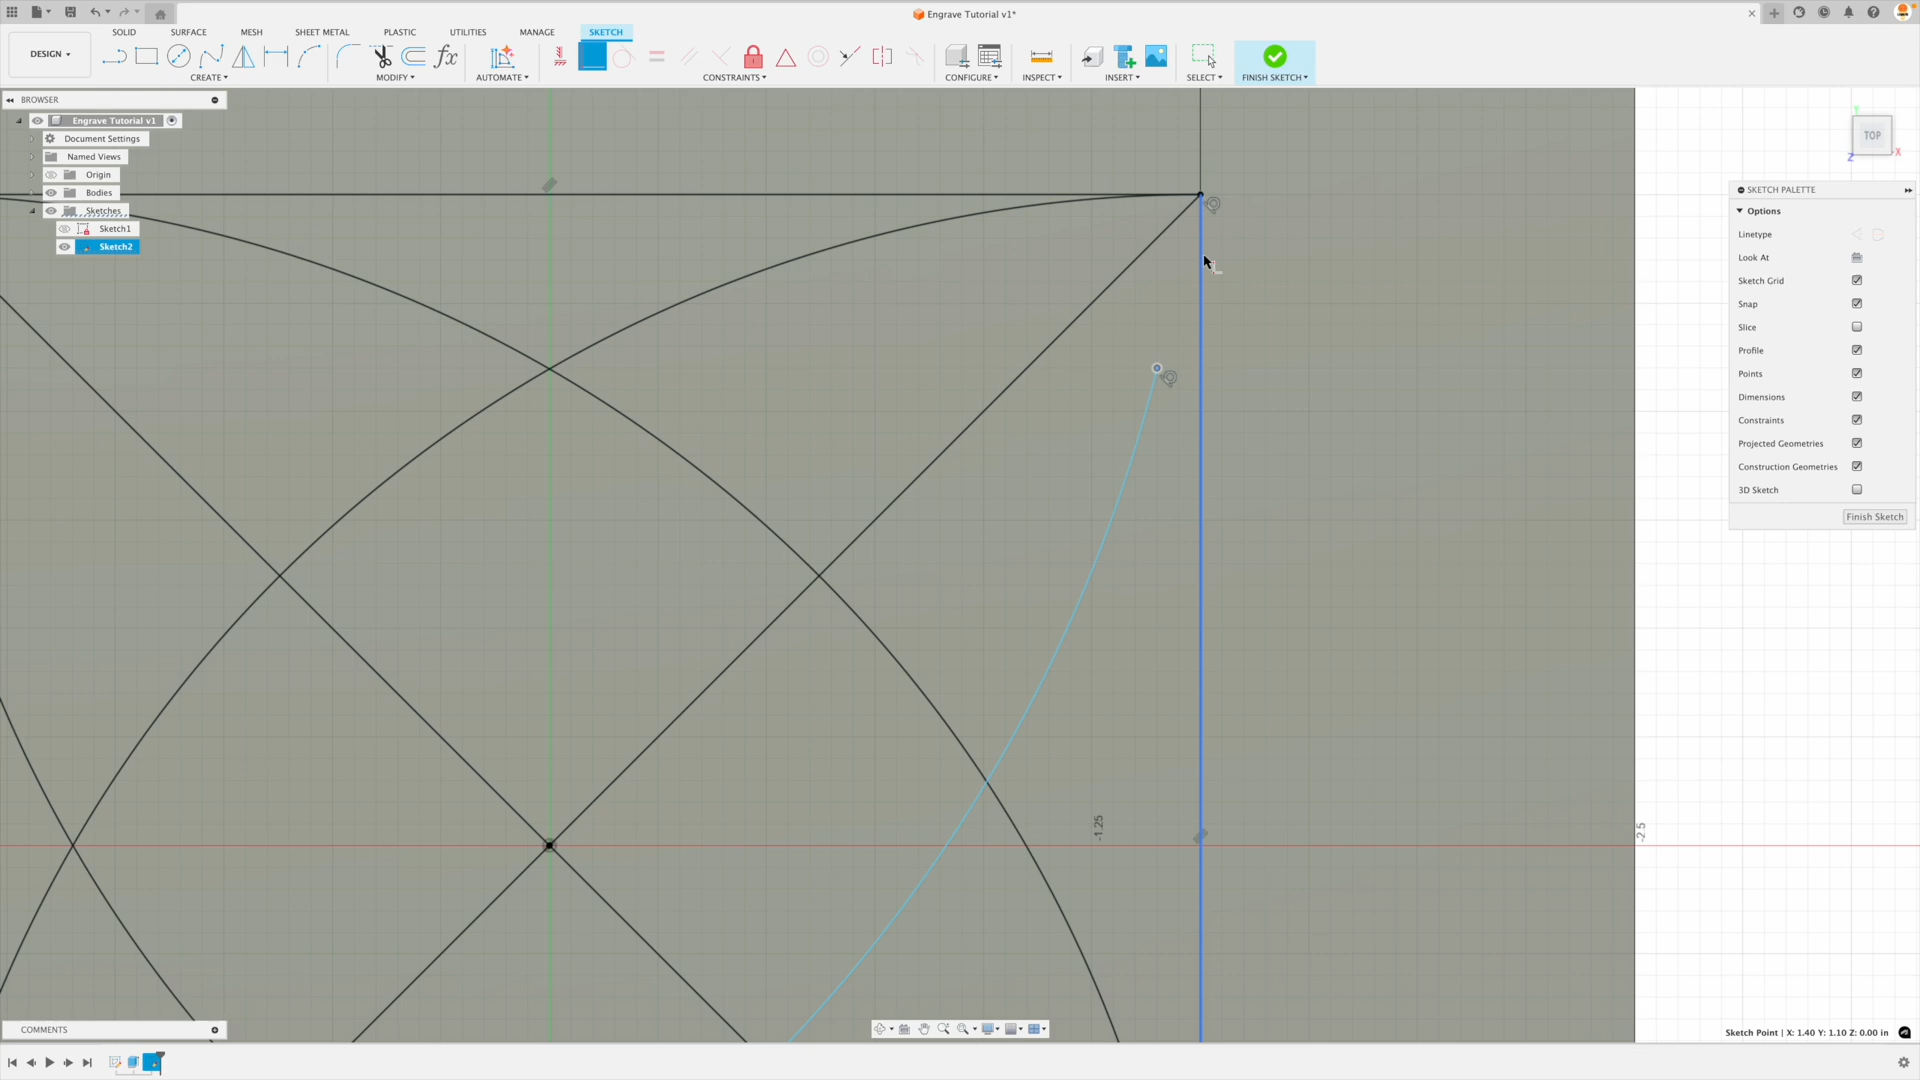 Engrave Tutorial v1*
SOLID
SURFACE
MESH
SHEET METAL
PLASTIC
UTILITIES
MANAGE
SKETCH
DESIGN
CREATE
MODIFY
AUTOMATE
CONSTRAINTS
CONFIGURE
INSPECT
INSERT
SELECT
FINISH SKETCH
BROWSER
Engrave Tutorial v1
Document Settings
Named Views
Origin
Bodies
Sketches
Sketch1
Sketch2
TOP
Y
X
Z
SKETCH PALETTE
Options
Linetype
Look At
Sketch Grid
Snap
Slice
Profile
Points
Dimensions
Constraints
Projected Geometries
Construction Geometries
3D Sketch
Finish Sketch
-1.25
-2.5
COMMENTS
Sketch Point | X: 1.40 Y: 1.10 Z: 0.00 in